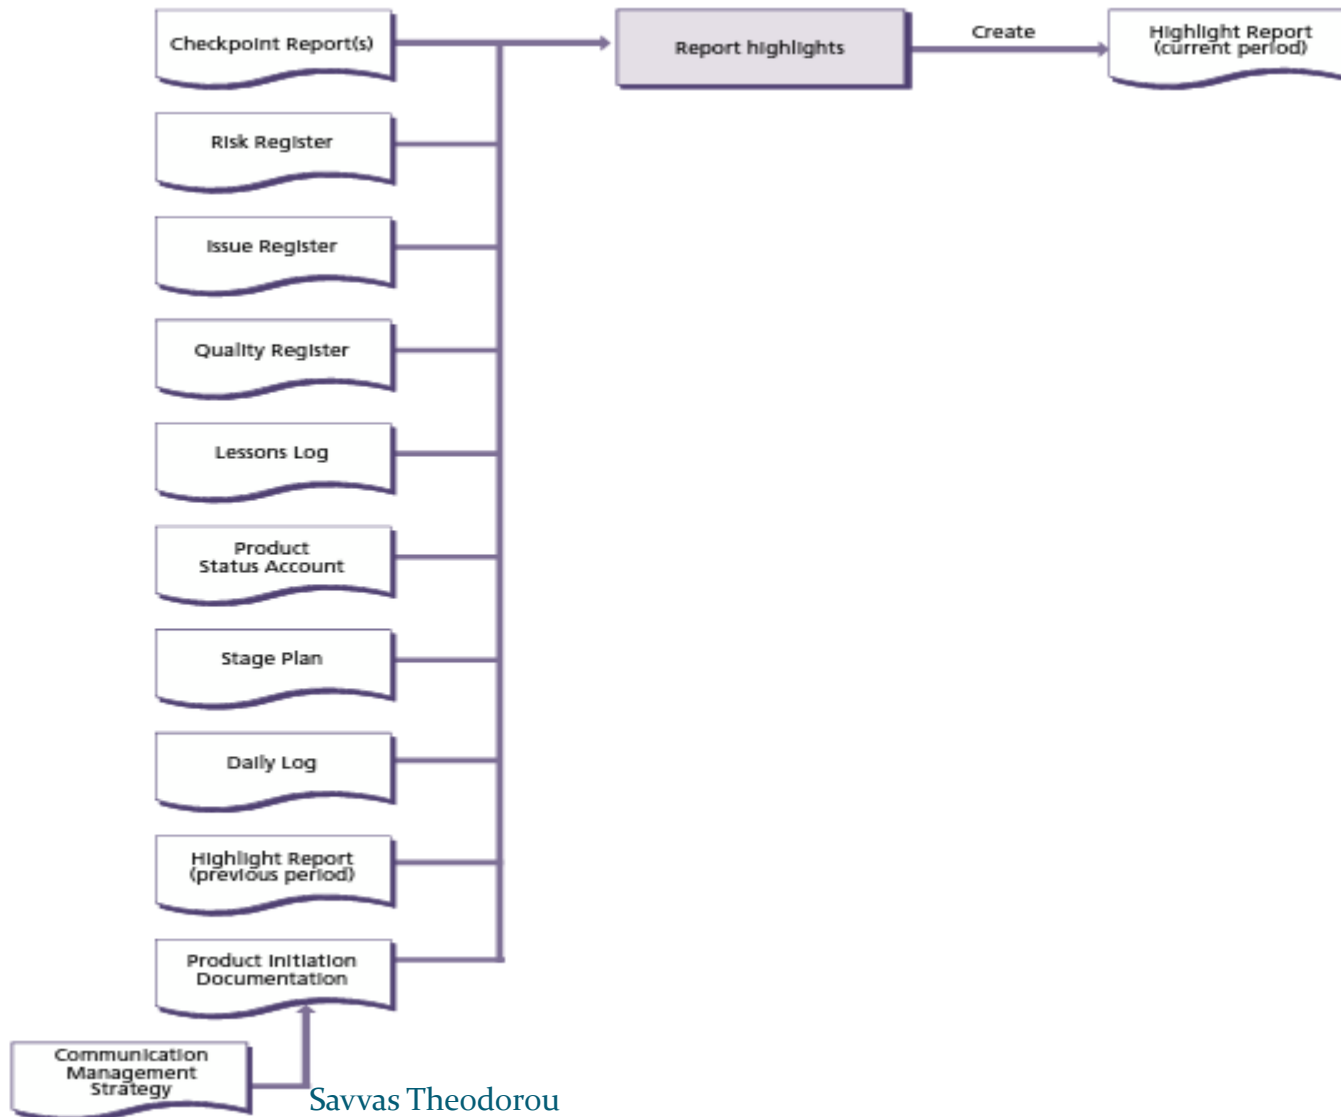 Checkpoint Report(s)
Report highlights
Create
Highlight Report
(current period)
Risk Register
Issue Register
Quality Register
Lessons Log
Product
Status Account
Stage Plan
Daily Log
Highlight Report
(previous period)
Product Initiation
Documentation
Communication
Management
Strategy
Savvas Theodorou